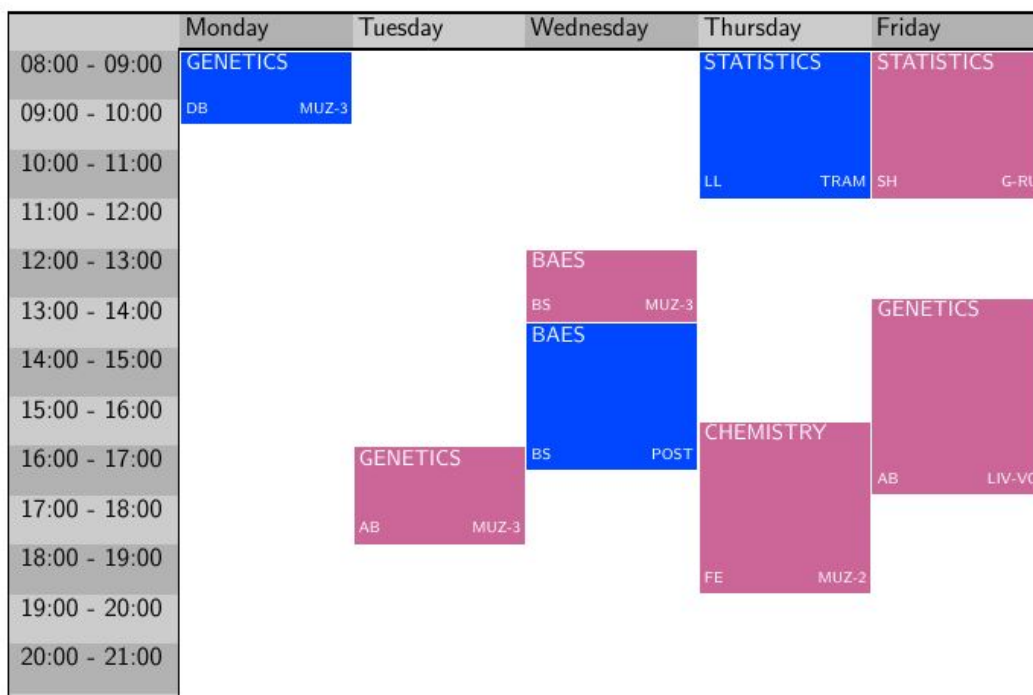 Monday Tuesday Wednesday Thursday Friday
08:00 - 09:00 GENETICS STATISTICS STATISTICS
09:00 - 10:00 DB MUZ-3
10:00 - 11:00 LL TRAM SH G-RU
11:00 - 12:00
12:00 - 13:00 BAES
13:00 - 14:00 BS MUZ-3 GENETICS
BAES
14:00 - 15:00
15:00 - 16:00 CHEMISTRY
16:00 - 17:00 GENETICS BS POST AB LIV-VO
17:00 - 18:00 AB MUZ-3
18:00 - 19:00 FE MUZ-2
19:00 - 20:00
20:00 - 21:00